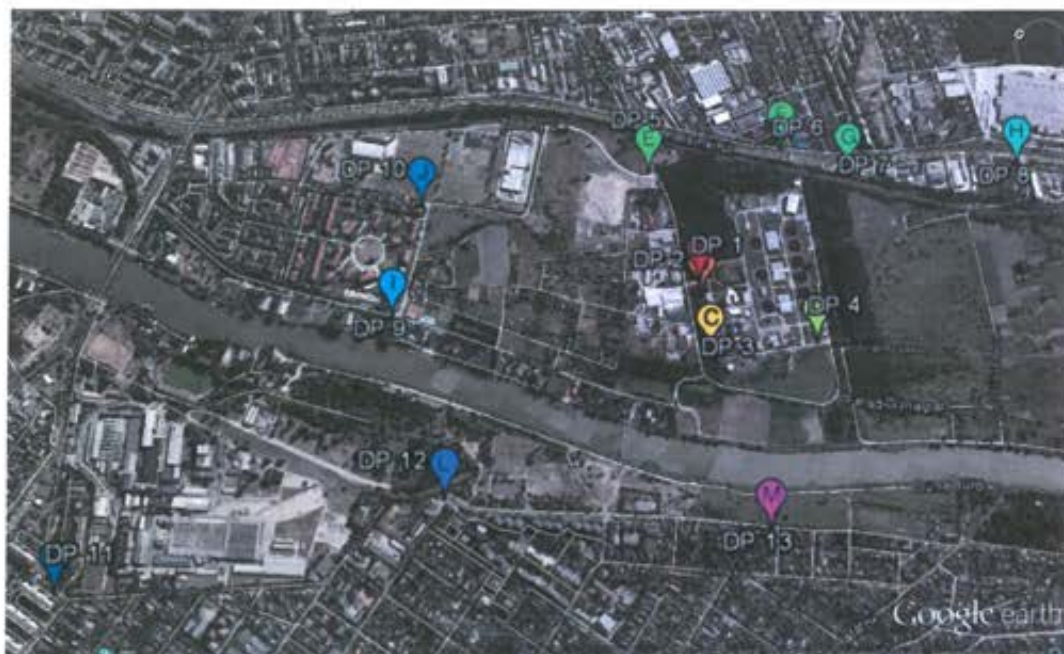 DP 5
E
DP 6
G
DP 7
H
DP 8
DP 10
J
DP 1
DP 2
I
DP 9
C
DP 3
DP 4
DP 12
L
M
DP 13
DP 11
Google earth